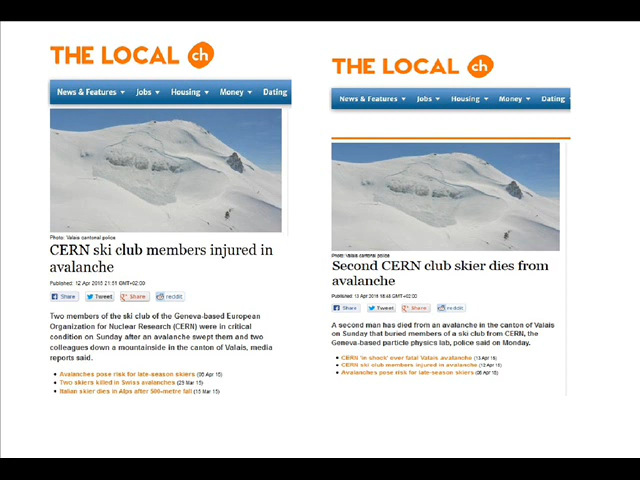 THE LOCAL ch
News & Features Jobs Housing Money Dating
Photo: Valais cantonal police
CERN ski club members injured in
avalanche
Published: 12 Apr 2015 21:51 GMT+02:00
Share Tweet Share reddit
Two members of the ski club of the Geneva-based European
Organization for Nuclear Research (CERN) were in critical
condition on Sunday after an avalanche swept them and two
colleagues down a mountainside in the canton of Valais, media
reports said.
Avalanches pose risk for late-season skiers (06 Apr 15)
Two skiers killed in Swiss avalanches (29 Mar 15)
Italian skier dies in Alps after 500-metre fall (15 Mar 15)
THE LOCAL ch
News & Features Jobs Housing Money Dating
Photo: Valais cantonal police
Second CERN club skier dies from
avalanche
Published: 13 Apr 2015 GMT+02:00
Share Tweet Share reddit
A second man has died from an avalanche in the canton of Valais
on Sunday that buried members of a ski club from CERN, the
Geneva-based particle physics lab, police said on Monday.
CERN 'in shock' over fatal Valais avalanche (13 Apr 15)
CERN ski club members injured in avalanche (12 Apr 15)
Avalanches pose risk for late-season skiers (06 Apr 15)